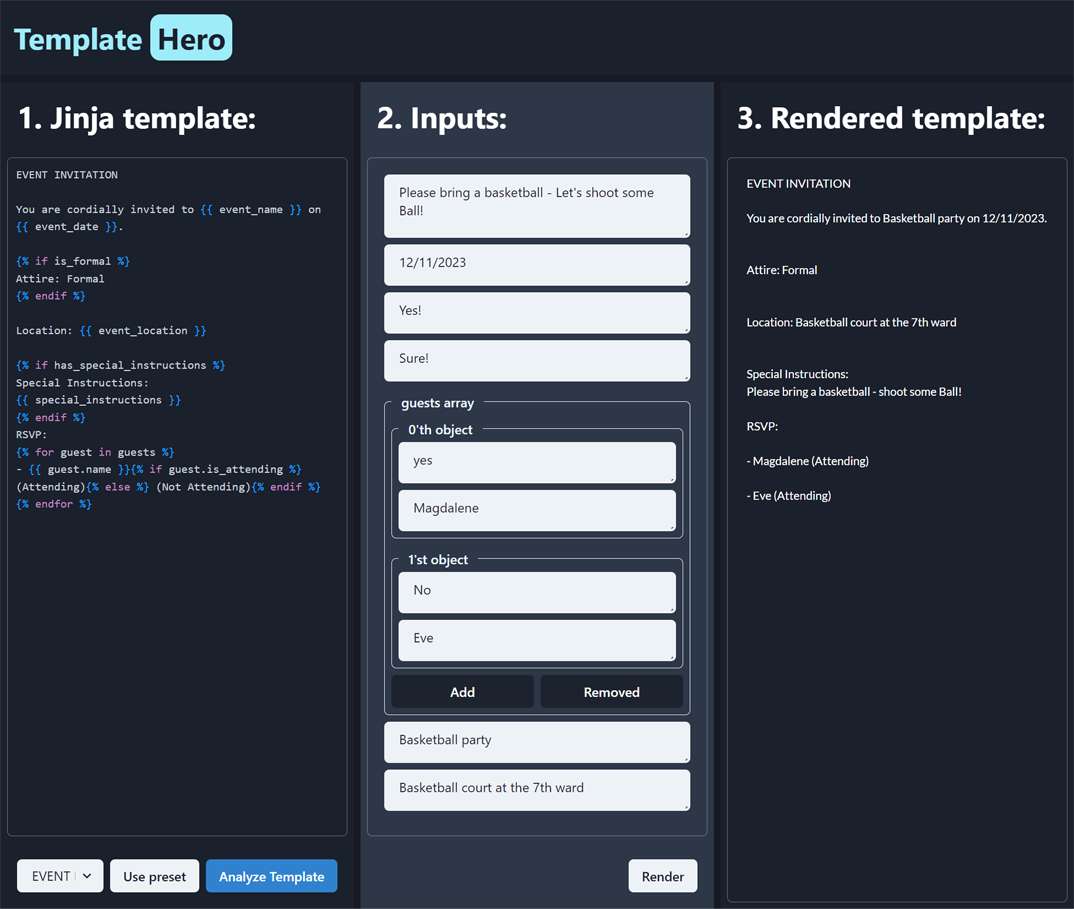 Template Hero
1. Jinja template:
EVENT INVITATION
You are cordially invited to {{ event_name }} on
{{ event_date }}.
{% if is_formal %}
Attire: Formal
{% endif %}
Location: {{ event_location }}
{% if has_special_instructions %}
Special Instructions:
{{ special_instructions }}
{% endif %}
RSVP:
{% for guest in guests %}
- {{ guest.name }}{% if guest.is_attending %}
(Attending){% else %} (Not Attending){% endif %}
{% endfor %}
EVENT
Use preset
Analyze Template
2. Inputs:
Please bring a basketball - Let's shoot some
Ball!
12/11/2023
Yes!
Sure!
guests array
0'th object
yes
Magdalene
1'st object
No
Eve
Add
Removed
Basketball party
Basketball court at the 7th ward
Render
3. Rendered template:
EVENT INVITATION
You are cordially invited to Basketball party on 12/11/2023.
Attire: Formal
Location: Basketball court at the 7th ward
Special Instructions:
Please bring a basketball - shoot some Ball!
RSVP:
- Magdalene (Attending)
- Eve (Attending)